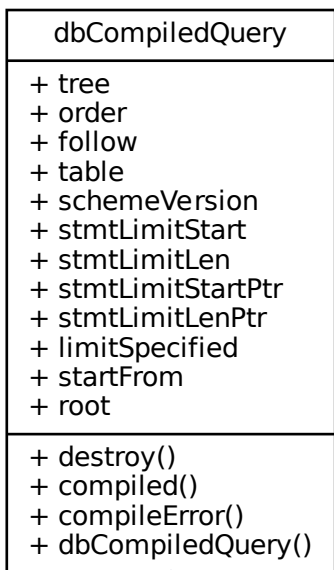 dbCompiledQuery
+ tree
+ order
+ follow
+ table
+ schemeVersion
+ stmtLimitStart
+ stmtLimitLen
+ stmtLimitStartPtr
+ stmtLimitLenPtr
+ limitSpecified
+ startFrom
+ root
+ destroy()
+ compiled()
+ compileError()
+ dbCompiledQuery()